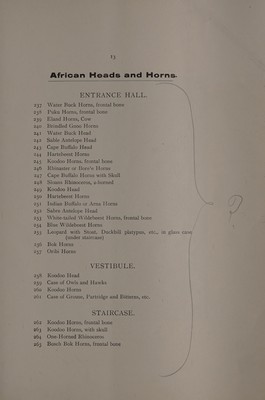 15
African Heads and Horns.
ENTRANCE HALL.
237 Water Buck Horns, frontal bone
238 Puku Horns, frontal bone
239 Eland Horns, Cow
240 Brindled Gnoo Horns
241 Water Buck Head
242 Sable Antelope Head
243 Cape Buffalo Head
244 Hartebeest Horns
245 Koodoo Horns, frontal bone
246 Rhinaster or Bore's Horns
247 Cape Buffalo Horns with Skull
248 Rhinoceros, 2-horned
249 Koodoo Head
250 Hartebeest Horns
251 Indian Buffalo or Arna Horns
252 Sabre Antelope Head
253 White-tailed Wildebeest Horns, frontal bone
254 Blue Wildebeest Horns
255 Leopard with Stoat, Duckbill platypus, etc., in glass case
(under staircase)
256 Bok Horns
257 Oribi Horns
VESTIBULE.
258 Koodoo Head
259 Case of Owls and Hawks
260 Koodoo Horns
261 Case of Grouse, Partridge and Bitterns, etc.
STAIRCASE.
262 Koodoo Horns, frontal bone
263 Koodoo Horns, with skull
264 One Horned Rhinoceros
265 Bosch Bok Horns, frontal bone